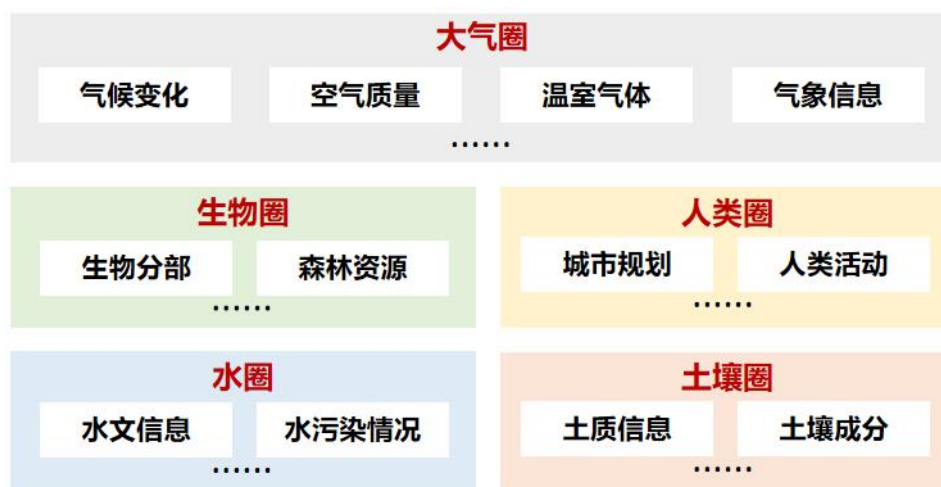 大气圈
气候变化 空气质量 温室气体 气象信息
......
生物圈
生物分部 森林资源
......
人类圈
城市规划 人类活动
......
水圈
水文信息 水污染情况
......
土壤圈
土质信息 土壤成分
......